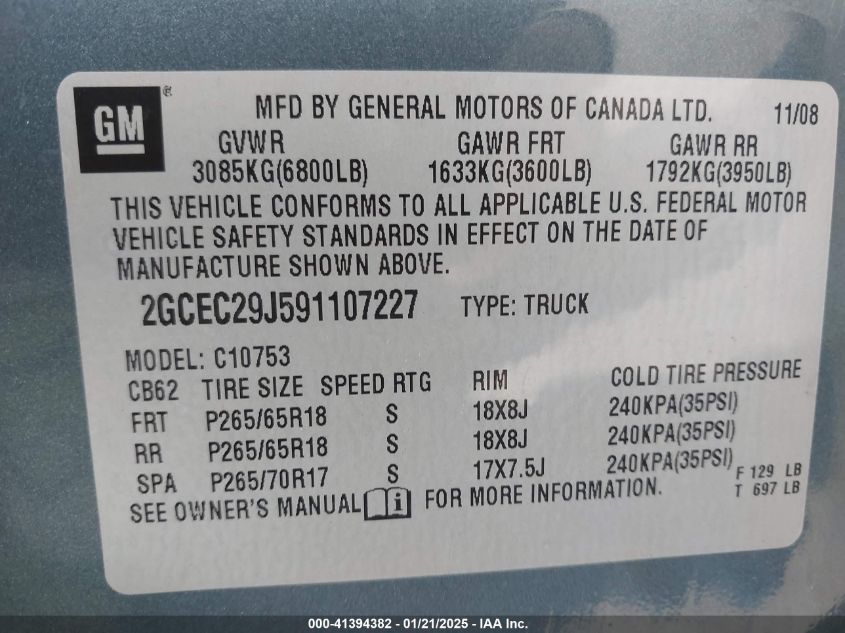 GM®
MFD BY GENERAL MOTORS OF CANADA LTD. 11/08
GVWR GAWR FRT GAWR RR
3085KG(6800LB) 1633KG(3600LB) 1792KG(3950LB)
THIS VEHICLE CONFORMS TO ALL APPLICABLE U.S. FEDERAL MOTOR
VEHICLE SAFETY STANDARDS IN EFFECT ON THE DATE OF
MANUFACTURE SHOWN ABOVE.
2GCEC29J591107227 TYPE: TRUCK
MODEL: C10753
CB62 TIRE SIZE SPEED RTG RIM COLD TIRE PRESSURE
FRT P265/65R18 S 18X8J 240KPA(35PSI)
RR P265/65R18 S 18X8J 240KPA(35PSI)
SPA P265/70R17 S 17X7.5J 240KPA(35PSI) F 129 LB
T 697 LB
SEE OWNER'S MANUAL i FOR MORE INFORMATION.
000-41394382 - 01/21/2025 - IAA Inc.